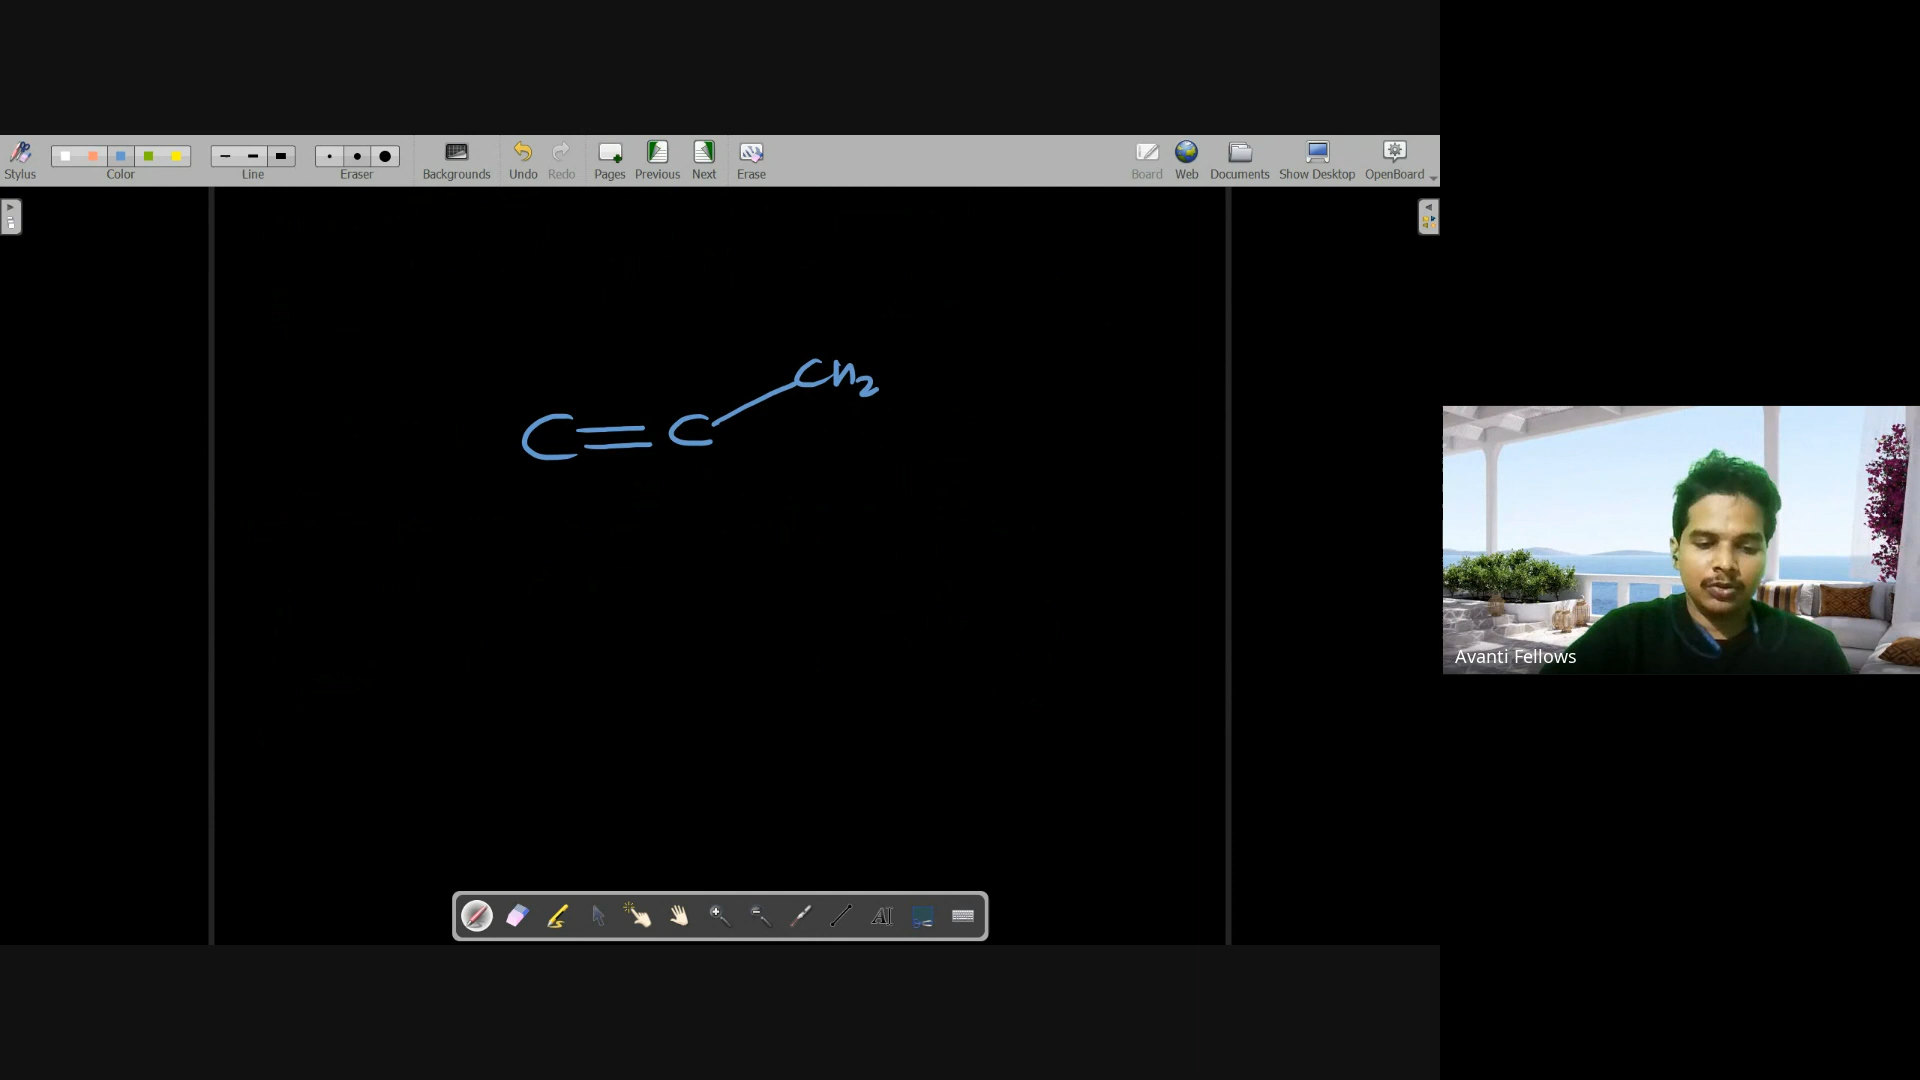 Stylus Color Line Eraser Backgrounds Undo Redo Pages Previous Next Erase Board Web Documents Show Desktop OpenBoard
CH2
C=C
Avanti Fellows
AI